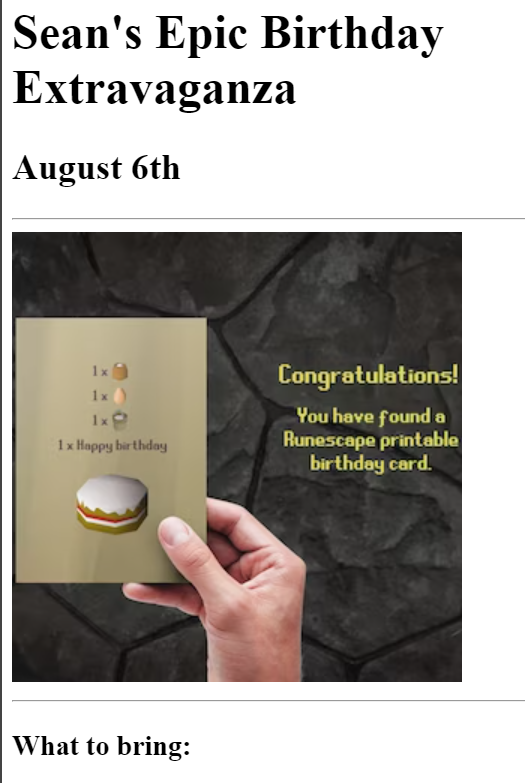 Sean's Epic Birthday
Extravaganza
August 6th
1 x
1 x
1 x
1 x Happy birthday
Congratulations!
You have found a
Runescape printable
birthday card.
What to bring: